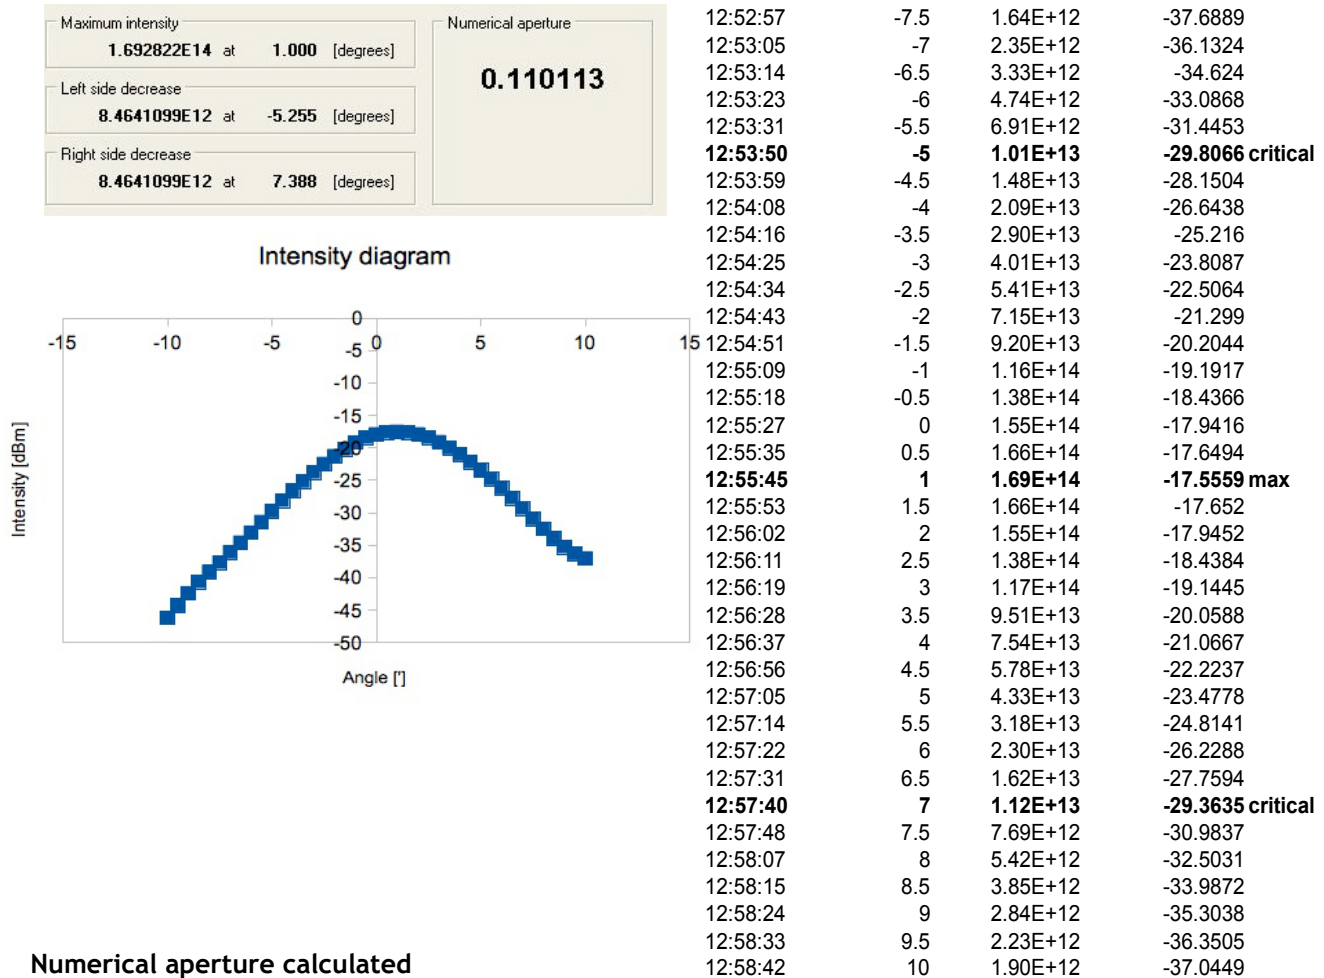 Maximum intensity
1.692822E14 at 1.000 [degrees]
Left side decrease
8.4641099E12 at -5.255 [degrees]
Right side decrease
8.4641099E12 at 7.388 [degrees]
Numerical aperture
0.110113
Intensity diagram
0
-15 -10 -5 0 5 10 15
-5
-10
-15
-20
-25
-30
-35
-40
-45
-50
Intensity [dBm]
Angle [']
Numerical aperture calculated
12:52:57 -7.5 1.64E+12 -37.6889
12:53:05 -7 2.35E+12 -36.1324
12:53:14 -6.5 3.33E+12 -34.624
12:53:23 -6 4.74E+12 -33.0868
12:53:31 -5.5 6.91E+12 -31.4453
12:53:50 -5 1.01E+13 -29.8066 critical
12:53:59 -4.5 1.48E+13 -28.1504
12:54:08 -4 2.09E+13 -26.6438
12:54:16 -3.5 2.90E+13 -25.216
12:54:25 -3 4.01E+13 -23.8087
12:54:34 -2.5 5.41E+13 -22.5064
12:54:43 -2 7.15E+13 -21.299
12:54:51 -1.5 9.20E+13 -20.2044
12:55:09 -1 1.16E+14 -19.1917
12:55:18 -0.5 1.38E+14 -18.4366
12:55:27 0 1.55E+14 -17.9416
12:55:35 0.5 1.66E+14 -17.6494
12:55:45 1 1.69E+14 -17.5559 max
12:55:53 1.5 1.66E+14 -17.652
12:56:02 2 1.55E+14 -17.9452
12:56:11 2.5 1.38E+14 -18.4384
12:56:19 3 1.17E+14 -19.1445
12:56:28 3.5 9.51E+13 -20.0588
12:56:37 4 7.54E+13 -21.0667
12:56:56 4.5 5.78E+13 -22.2237
12:57:05 5 4.33E+13 -23.4778
12:57:14 5.5 3.18E+13 -24.8141
12:57:22 6 2.30E+13 -26.2288
12:57:31 6.5 1.62E+13 -27.7594
12:57:40 7 1.12E+13 -29.3635 critical
12:57:48 7.5 7.69E+12 -30.9837
12:58:07 8 5.42E+12 -32.5031
12:58:15 8.5 3.85E+12 -33.9872
12:58:24 9 2.84E+12 -35.3038
12:58:33 9.5 2.23E+12 -36.3505
12:58:42 10 1.90E+12 -37.0449